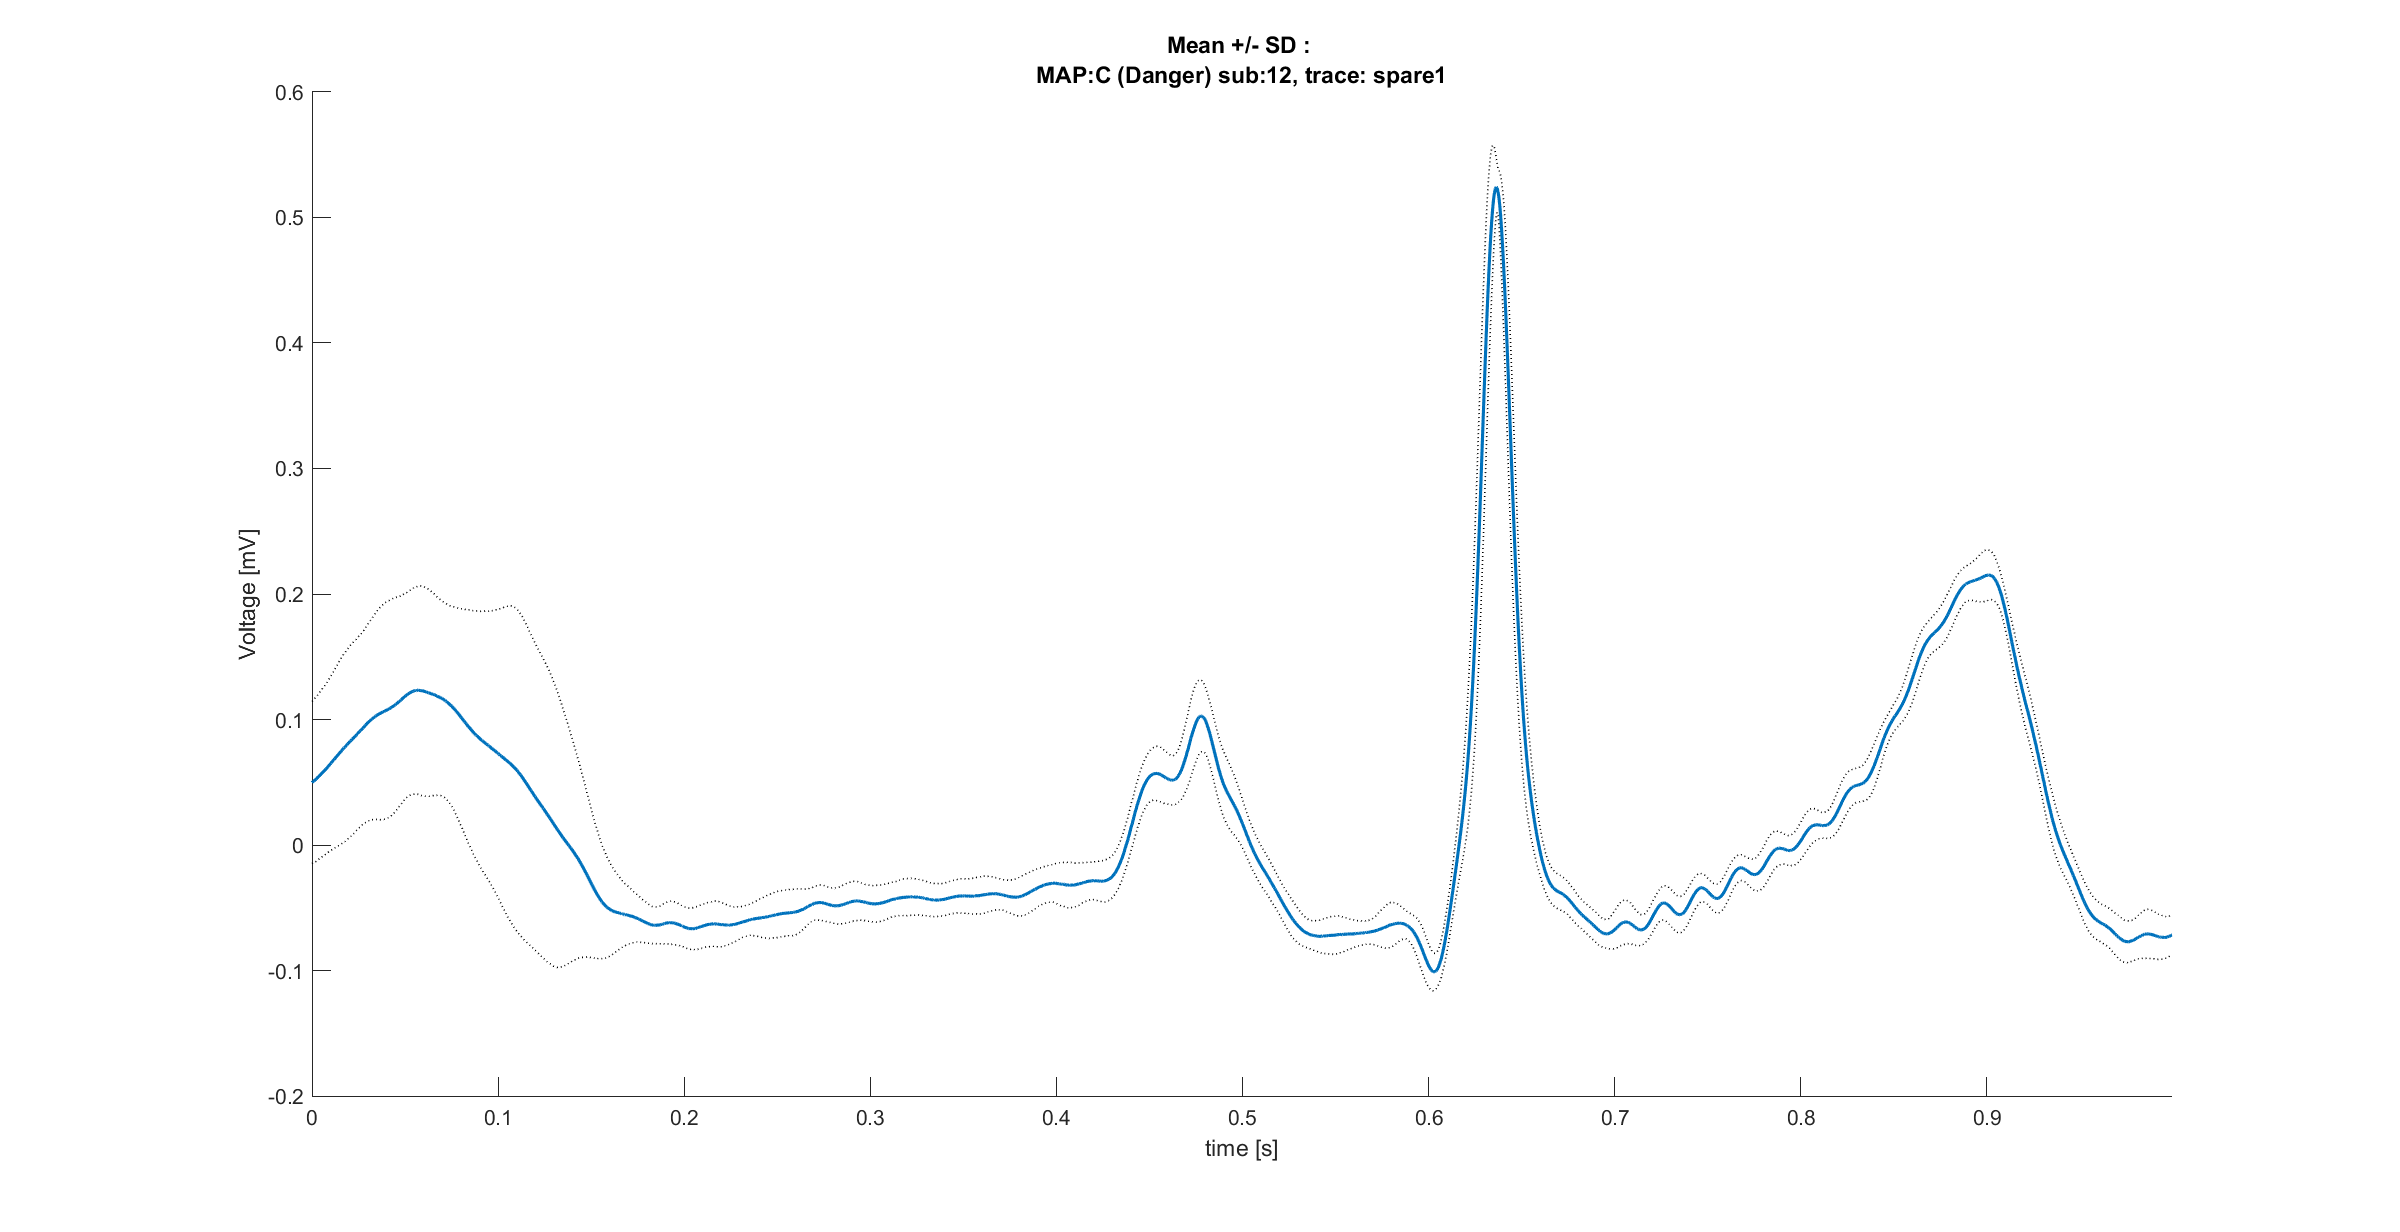 Mean +/- SD :
MAP:C (Danger) sub:12, trace: spare1
0.6
0.5
0.4
0.3
0.2
0.1
0
-0.1
-0.2
Voltage [mV]
0 0.1 0.2 0.3 0.4 0.5 0.6 0.7 0.8 0.9
time [s]